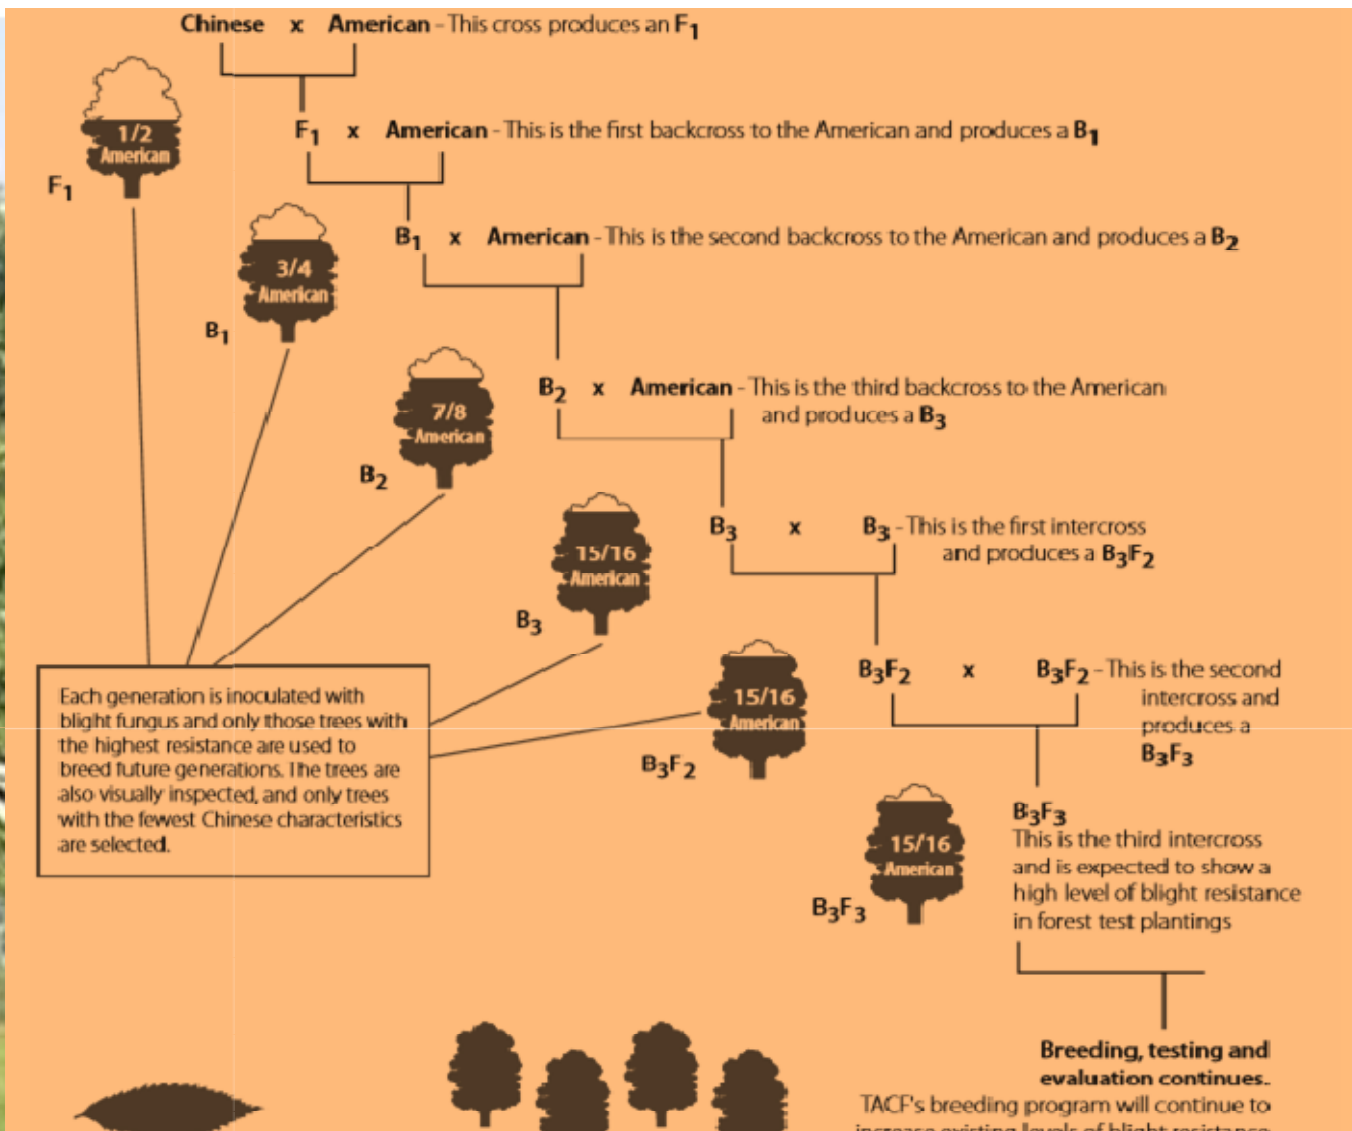 Chinese x American - This cross produces an F1
1/2
American
F1
F1 x American - This is the first backcross to the American and produces a B1
3/4
American
B1
B1 x American - This is the second backcross to the American and produces a B2
7/8
American
B2
B2 x American - This is the third backcross to the American
and produces a B3
15/16
American
B3
B3 x B3 - This is the first intercross
and produces a B3F2
15/16
American
B3F2
B3F2 x B3F2 - This is the second
intercross and
produces a
B3F3
Each generation is inoculated with
blight fungus and only those trees with
the highest resistance are used to
breed future generations. The trees are
also visually inspected, and only trees
with the fewest Chinese characteristics
are selected.
15/16
American
B3F3
B3F3
This is the third intercross
and is expected to show a
high level of blight resistance
in forest test plantings
Breeding, testing and
evaluation continues.
TACF's breeding program will continue to
increase existing levels of blight resistance